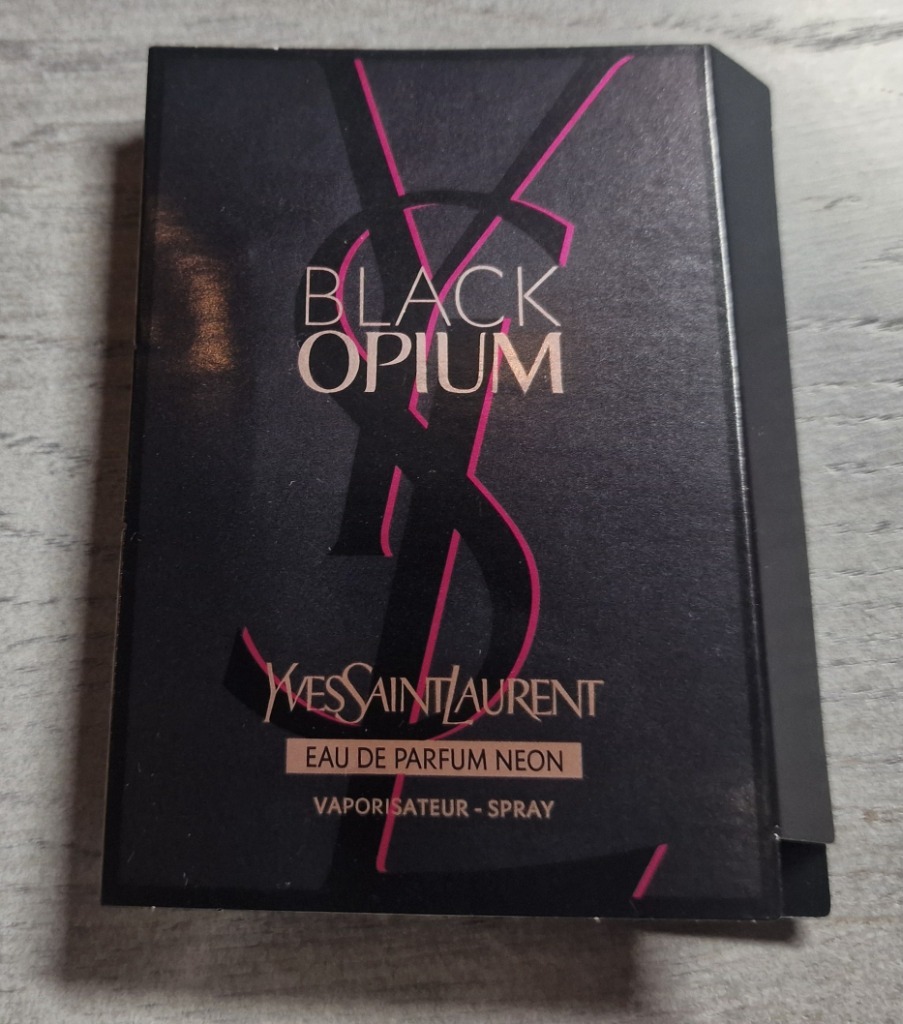 BLACK
OPIUM
YVESSAINTLAURENT
EAU DE PARFUM NEON
VAPORISATEUR - SPRAY